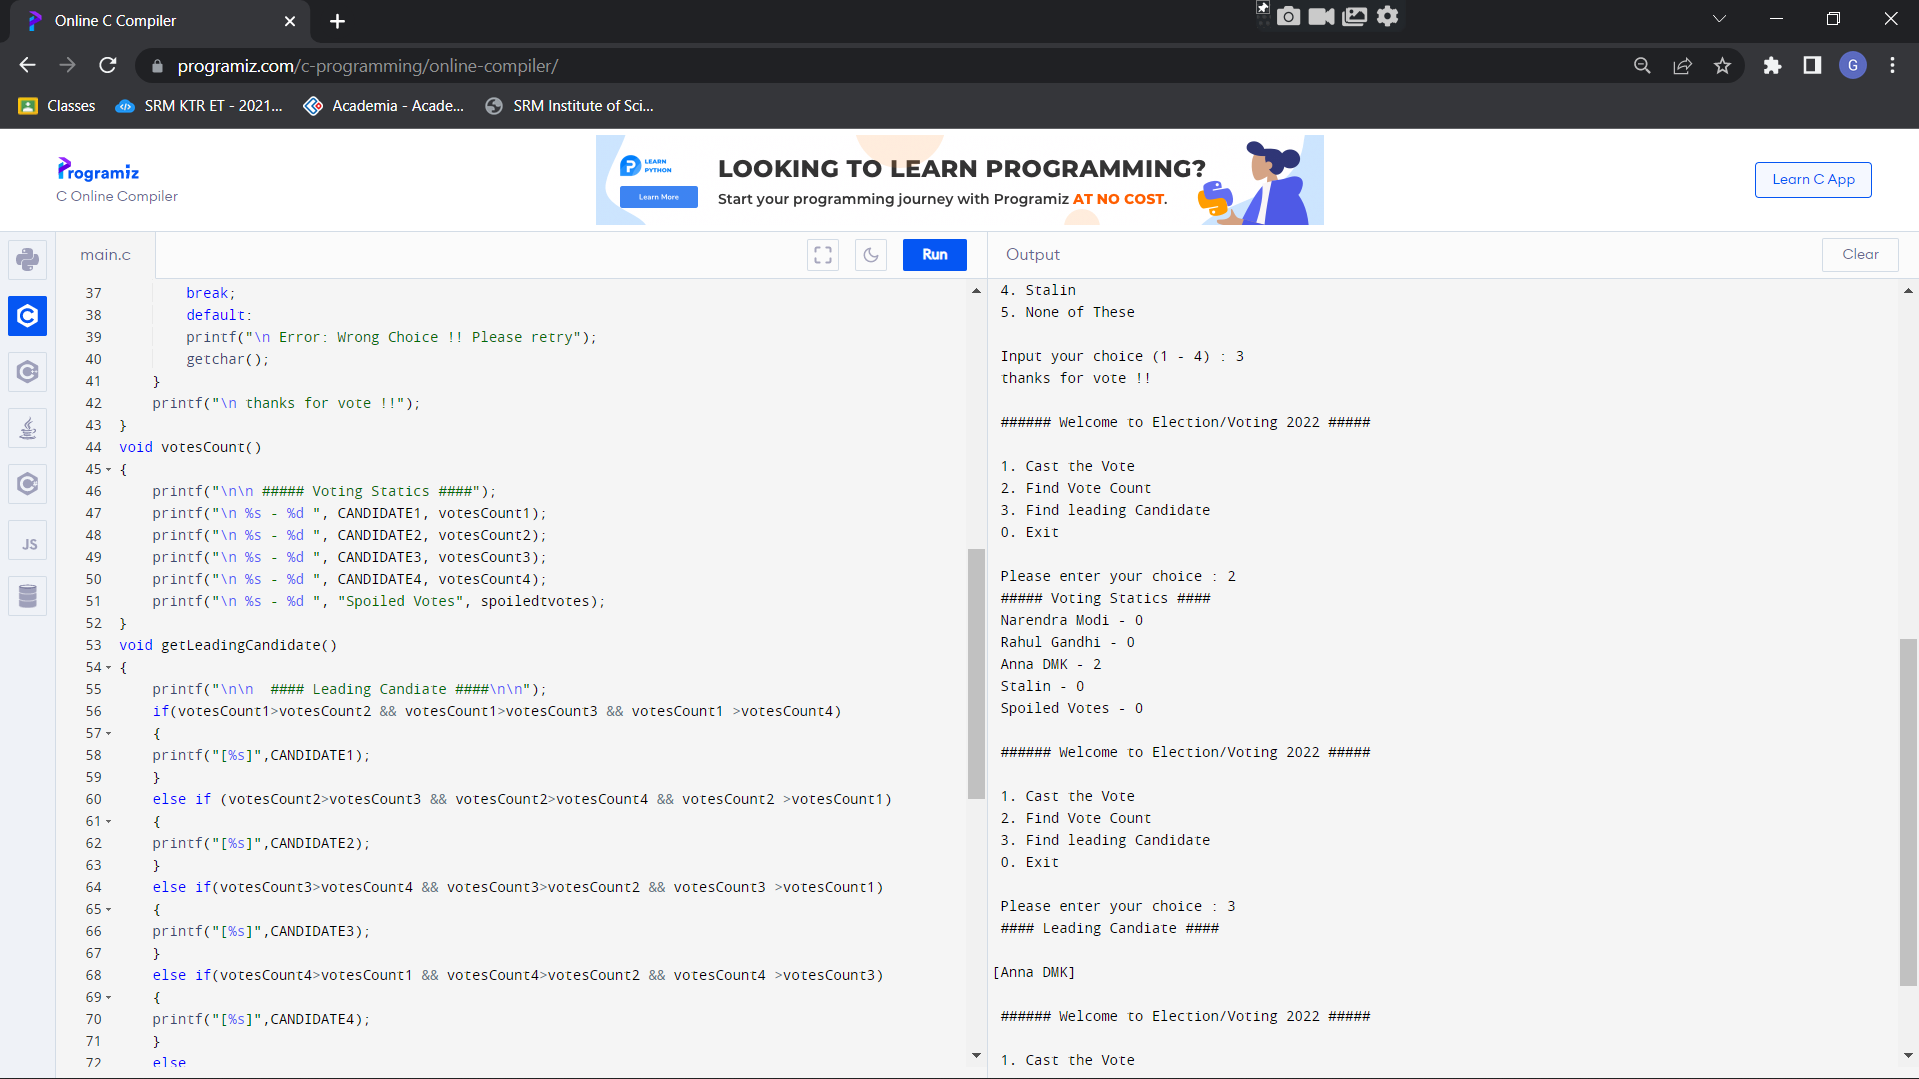 Online C Compiler
programiz.com/c-programming/online-compiler/
G
Classes
SRM KTR ET - 2021...
Academia - Acade...
SRM Institute of Sci...
Programiz
C Online Compiler
LEARN PYTHON
Learn More
LOOKING TO LEARN PROGRAMMING?
Start your programming journey with Programiz AT NO COST.
Learn C App
main.c
Run
JS
37 break;
38 default:
39 printf("\n Error: Wrong Choice !! Please retry");
40 getchar();
41 }
42 printf("\n thanks for vote !!");
43 }
44 void votesCount()
45 {
46 printf("\n\n ##### Voting Statics ####");
47 printf("\n %s - %d ", CANDIDATE1, votesCount1);
48 printf("\n %s - %d ", CANDIDATE2, votesCount2);
49 printf("\n %s - %d ", CANDIDATE3, votesCount3);
50 printf("\n %s - %d ", CANDIDATE4, votesCount4);
51 printf("\n %s - %d ", "Spoiled Votes", spoiledtvotes);
52 }
53 void getLeadingCandidate()
54 {
55 printf("\n\n  #### Leading Candiate ####\n\n");
56 if(votesCount1>votesCount2 && votesCount1>votesCount3 && votesCount1 >votesCount4)
57 {
58 printf("[%s]",CANDIDATE1);
59 }
60 else if (votesCount2>votesCount3 && votesCount2>votesCount4 && votesCount2 >votesCount1)
61 {
62 printf("[%s]",CANDIDATE2);
63 }
64 else if(votesCount3>votesCount4 && votesCount3>votesCount2 && votesCount3 >votesCount1)
65 {
66 printf("[%s]",CANDIDATE3);
67 }
68 else if(votesCount4>votesCount1 && votesCount4>votesCount2 && votesCount4 >votesCount3)
69 {
70 printf("[%s]",CANDIDATE4);
71 }
72 else
Output
Clear
4. Stalin
5. None of These
Input your choice (1 - 4) : 3
thanks for vote !!
###### Welcome to Election/Voting 2022 #####
1. Cast the Vote
2. Find Vote Count
3. Find leading Candidate
0. Exit
Please enter your choice : 2
##### Voting Statics ####
Narendra Modi - 0
Rahul Gandhi - 0
Anna DMK - 2
Stalin - 0
Spoiled Votes - 0
###### Welcome to Election/Voting 2022 #####
1. Cast the Vote
2. Find Vote Count
3. Find leading Candidate
0. Exit
Please enter your choice : 3
#### Leading Candiate ####
[Anna DMK]
###### Welcome to Election/Voting 2022 #####
1. Cast the Vote